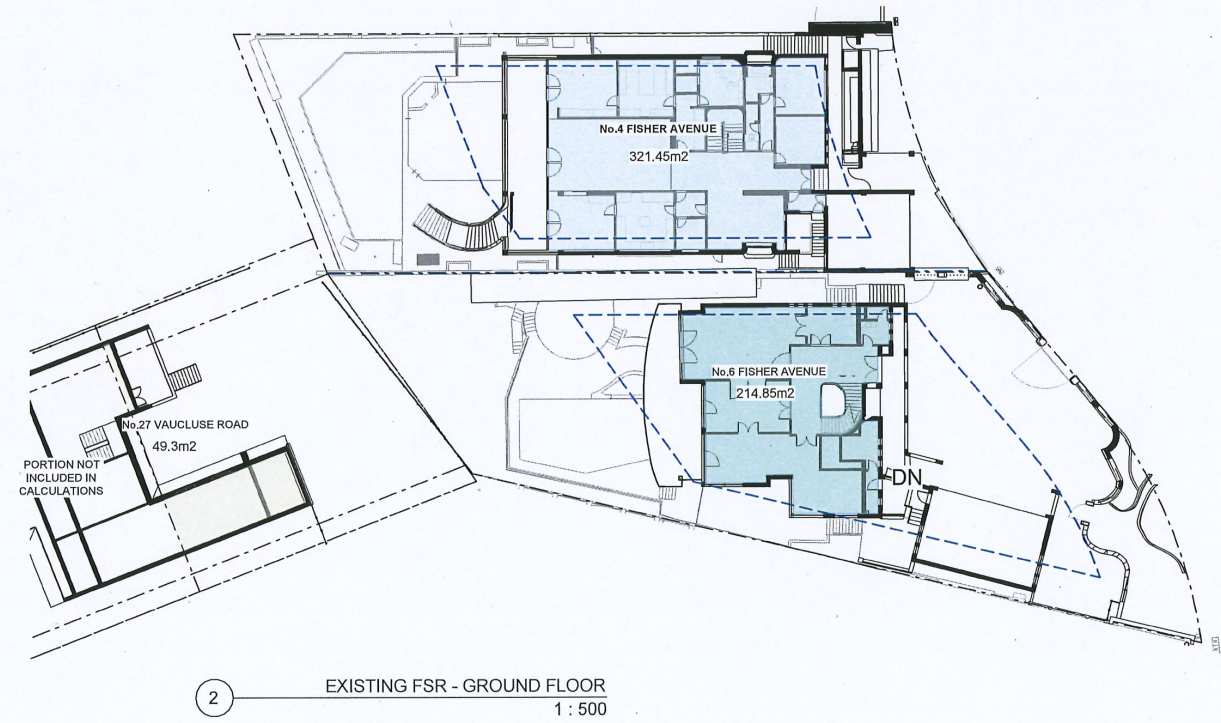 No.4 FISHER AVENUE
321.45m2
No,6 FISHER AVENUE
214.85m2
No,27 VAUCLUSE ROAD
49.3m2
PORTION NOT
INCLUDED IN
CALCULATIONS
DN
2
EXISTING FSR - GROUND FLOOR
1 : 500